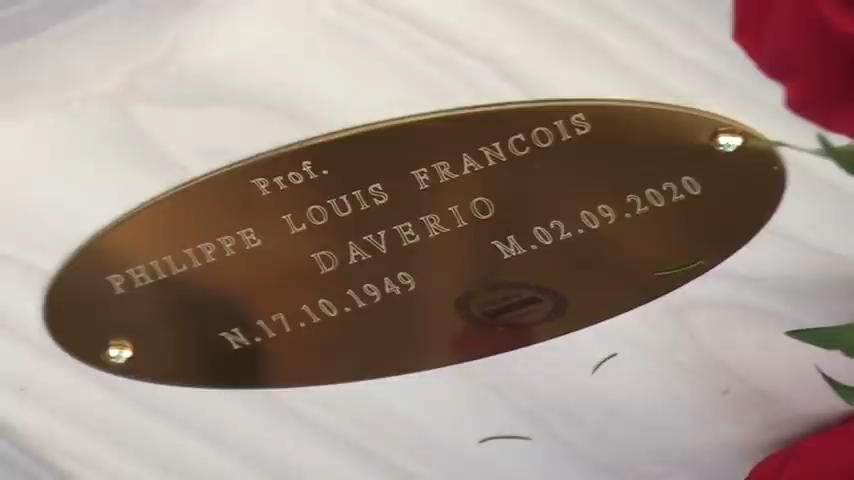 Prof.
PHILIPPE LOUIS FRANCOIS
DAVERIO
N.17.10.1949 M.02.09.2020